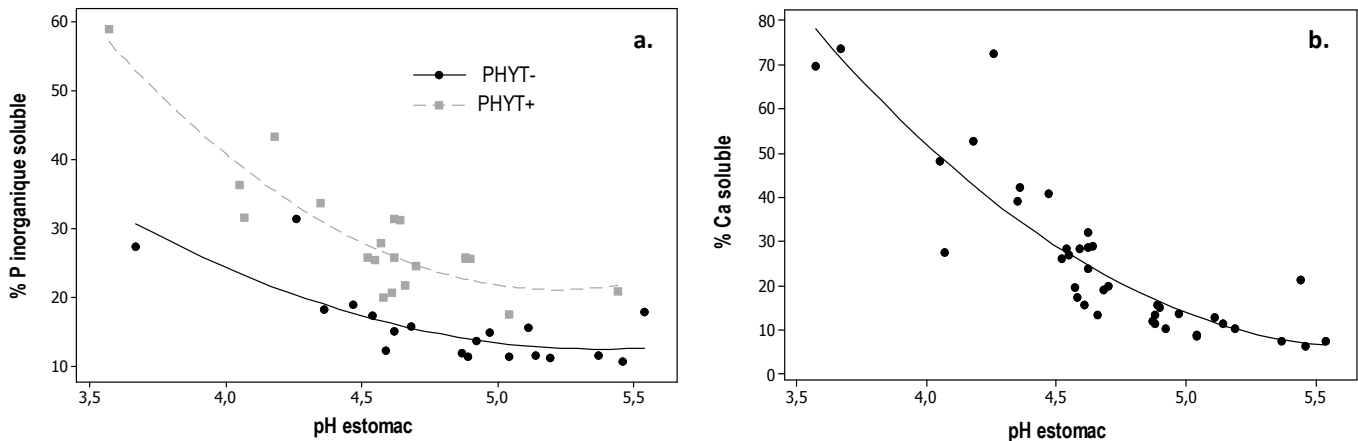 60
50
40
30
20
10
% P inorganique soluble
a.
PHYT-
PHYT+
3,5 4,0 4,5 5,0 5,5
pH estomac
80
70
60
50
40
30
20
10
0
% Ca soluble
b.
3,5 4,0 4,5 5,0 5,5
pH estomac